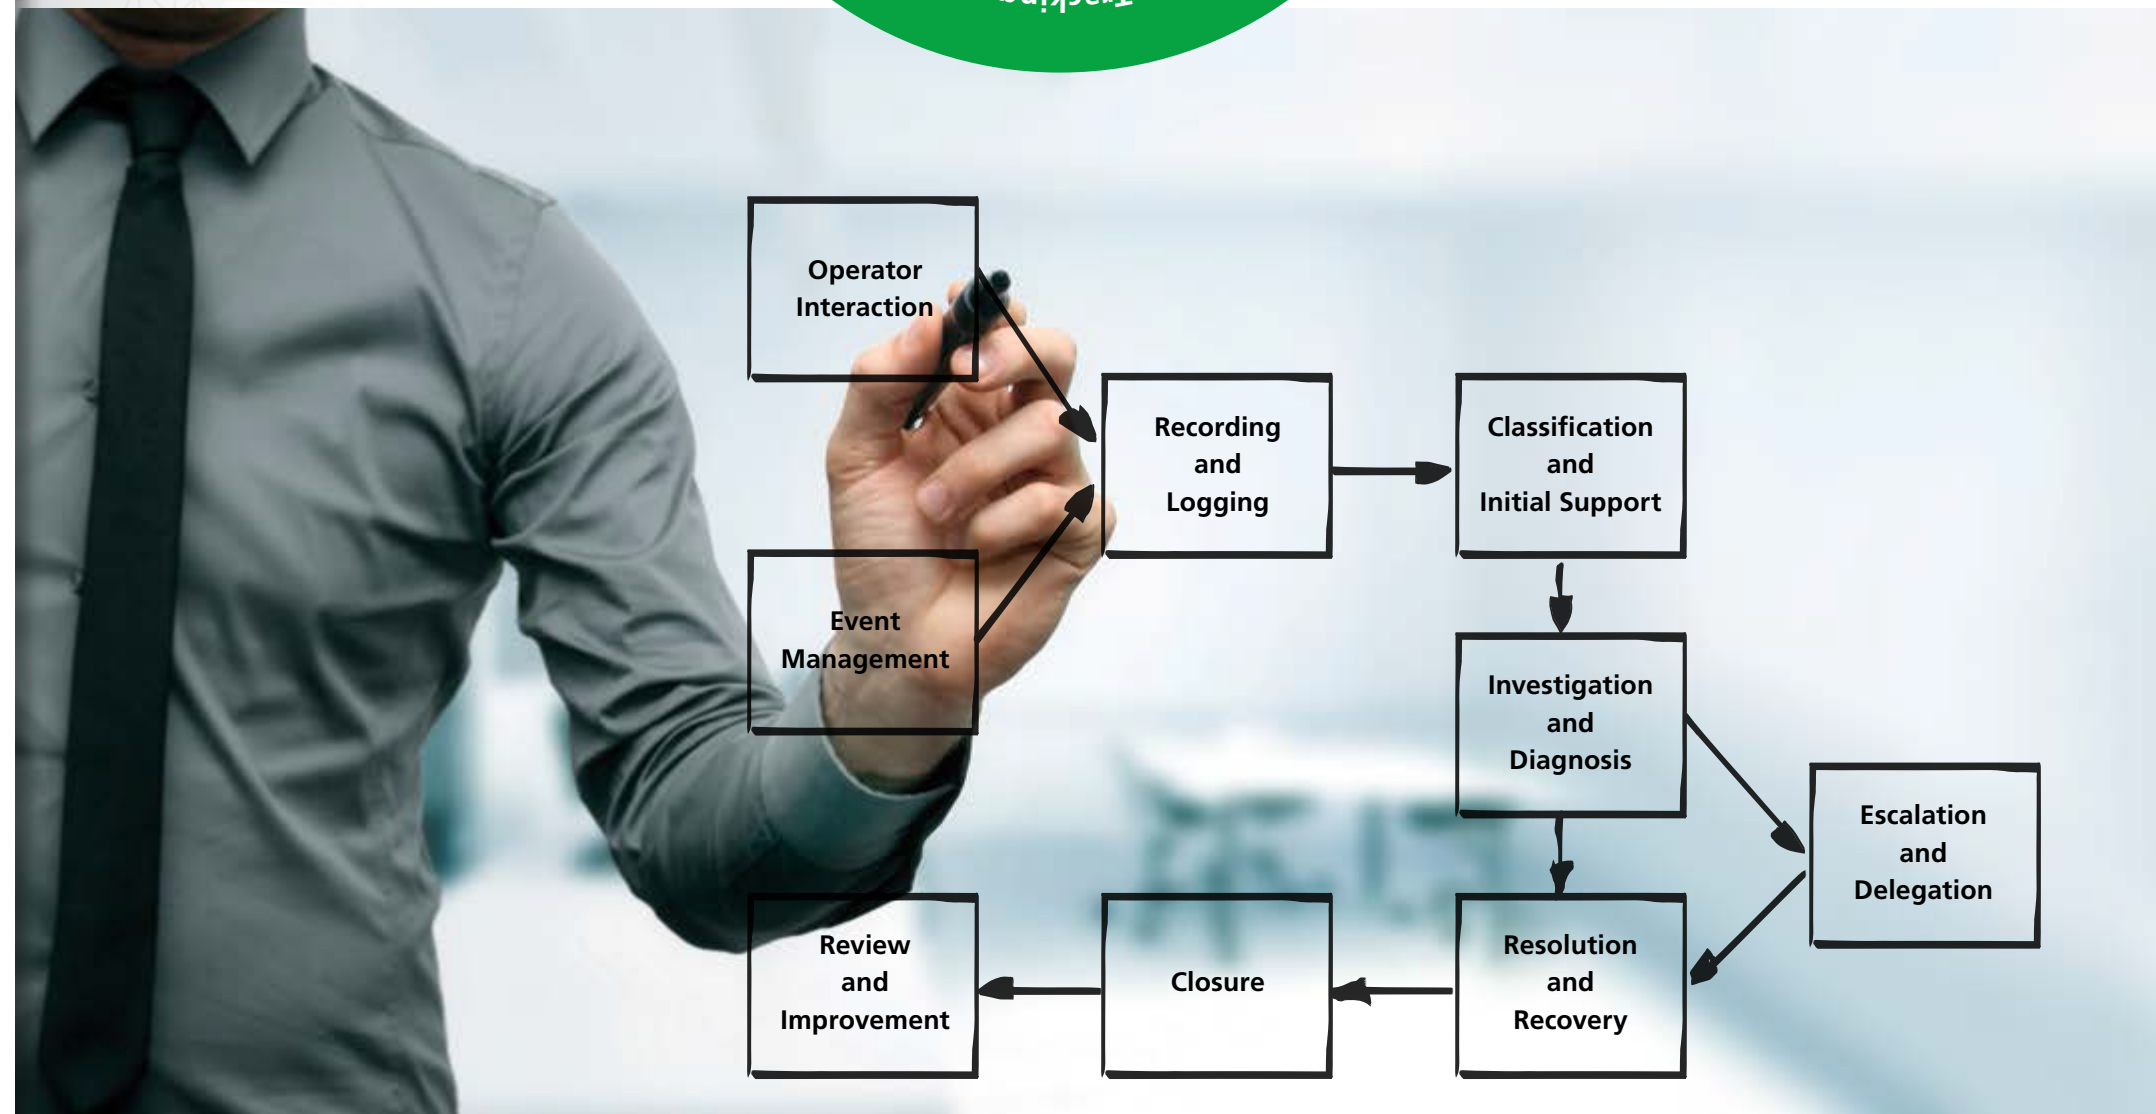 Tracking
Operator
Interaction
Event
Management
Recording
and
Logging
Classification
and
Initial Support
Investigation
and
Diagnosis
Escalation
and
Delegation
Resolution
and
Recovery
Closure
Review
and
Improvement